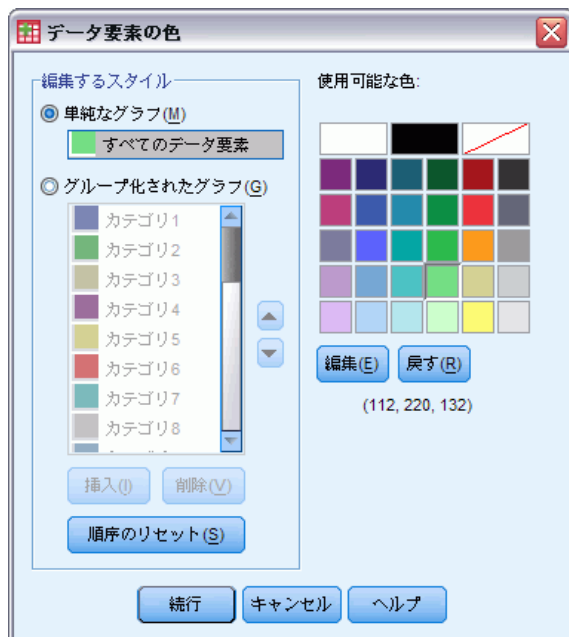 データ要素の色
編集するスタイル
単純なグラフ(M)
すべてのデータ要素
グループ化されたグラフ(G)
カテゴリ1
カテゴリ2
カテゴリ3
カテゴリ4
カテゴリ5
カテゴリ6
カテゴリ7
カテゴリ8
挿入(I)
削除(V)
順序のリセット(S)
使用可能な色:
編集(E)
戻す(R)
(112, 220, 132)
続行
キャンセル
ヘルプ